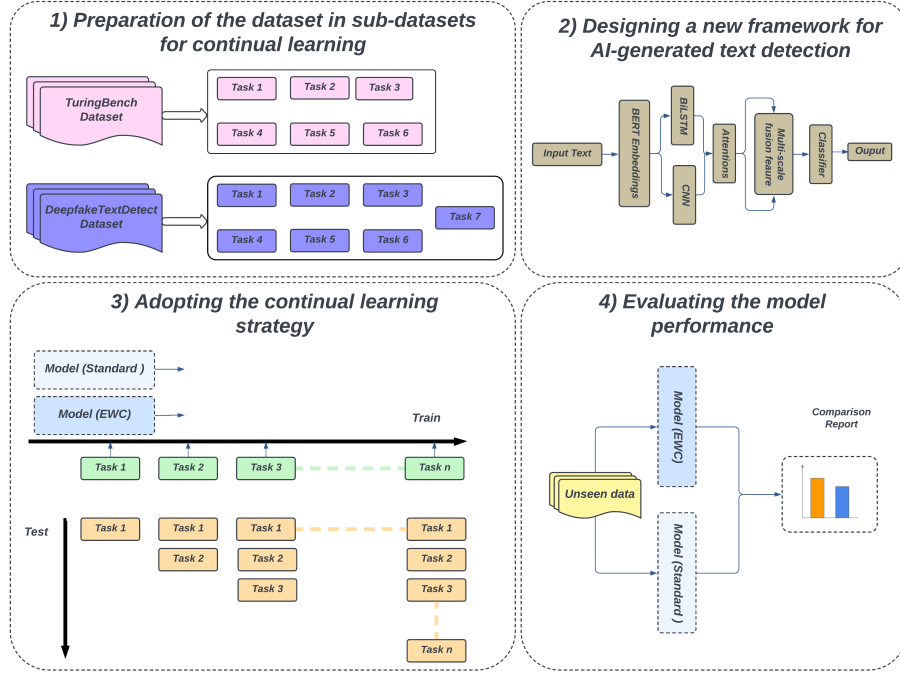 1) Preparation of the dataset in sub-datasets
for continual learning
TuringBench
Dataset
Task 1
Task 2
Task 3
Task 4
Task 5
Task 6
DeepfakeTextDetect
Dataset
Task 1
Task 2
Task 3
Task 7
Task 4
Task 5
Task 6
2) Designing a new framework for
AI-generated text detection
Input Text
BERT Embeddings
BiLSTM
CNN
Attentions
Multi-scale
fusion feaure
Classifier
Ouput
3) Adopting the continual learning
strategy
Model (Standard )
Model (EWC)
Train
Task 1
Task 2
Task 3
Task n
Test
Task 1
Task 1
Task 1
Task 1
Task 2
Task 2
Task 2
Task 3
Task 3
Task n
4) Evaluating the model
performance
Unseen data
Model (EWC)
Model (Standard )
Comparison
Report